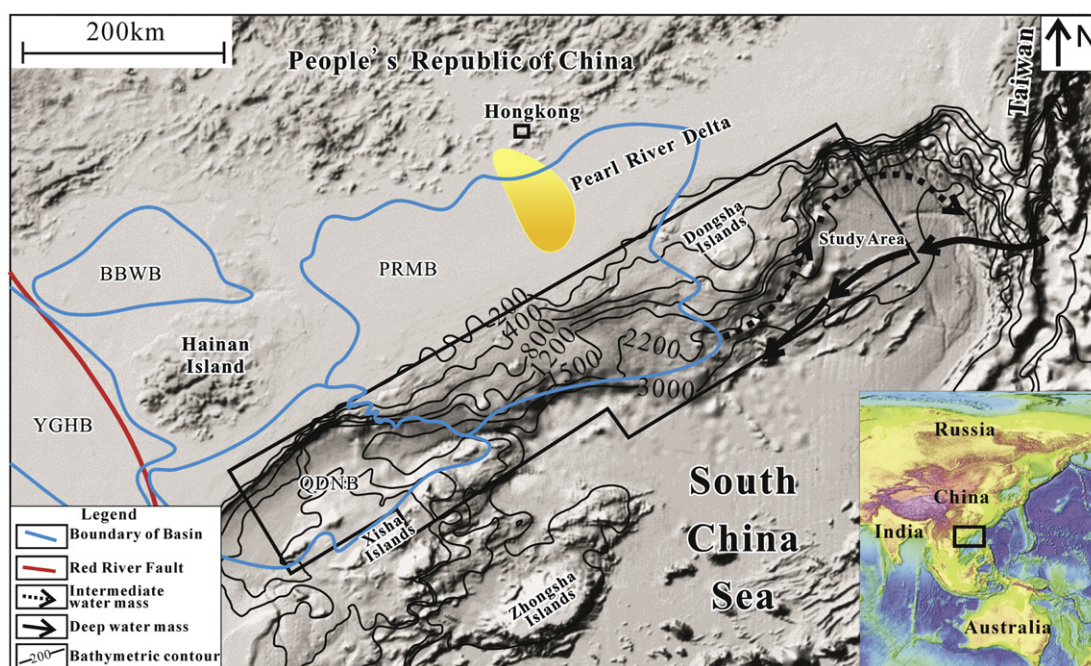 200km
People's Republic of China
N
Taiwan
Hongkong
Pearl River Delta
BBWB
PRMB
Dongsha
Islands
Study Area
Hainan
Island
200
400
800
1200
1500
2200
3000
YGHB
QDNB
Xisha
Islands
South
China
Sea
Zhongsha
Islands
Legend
Boundary of Basin
Red River Fault
Intermediate
water mass
Deep water mass
200
Bathymetric contour
Russia
China
India
Australia